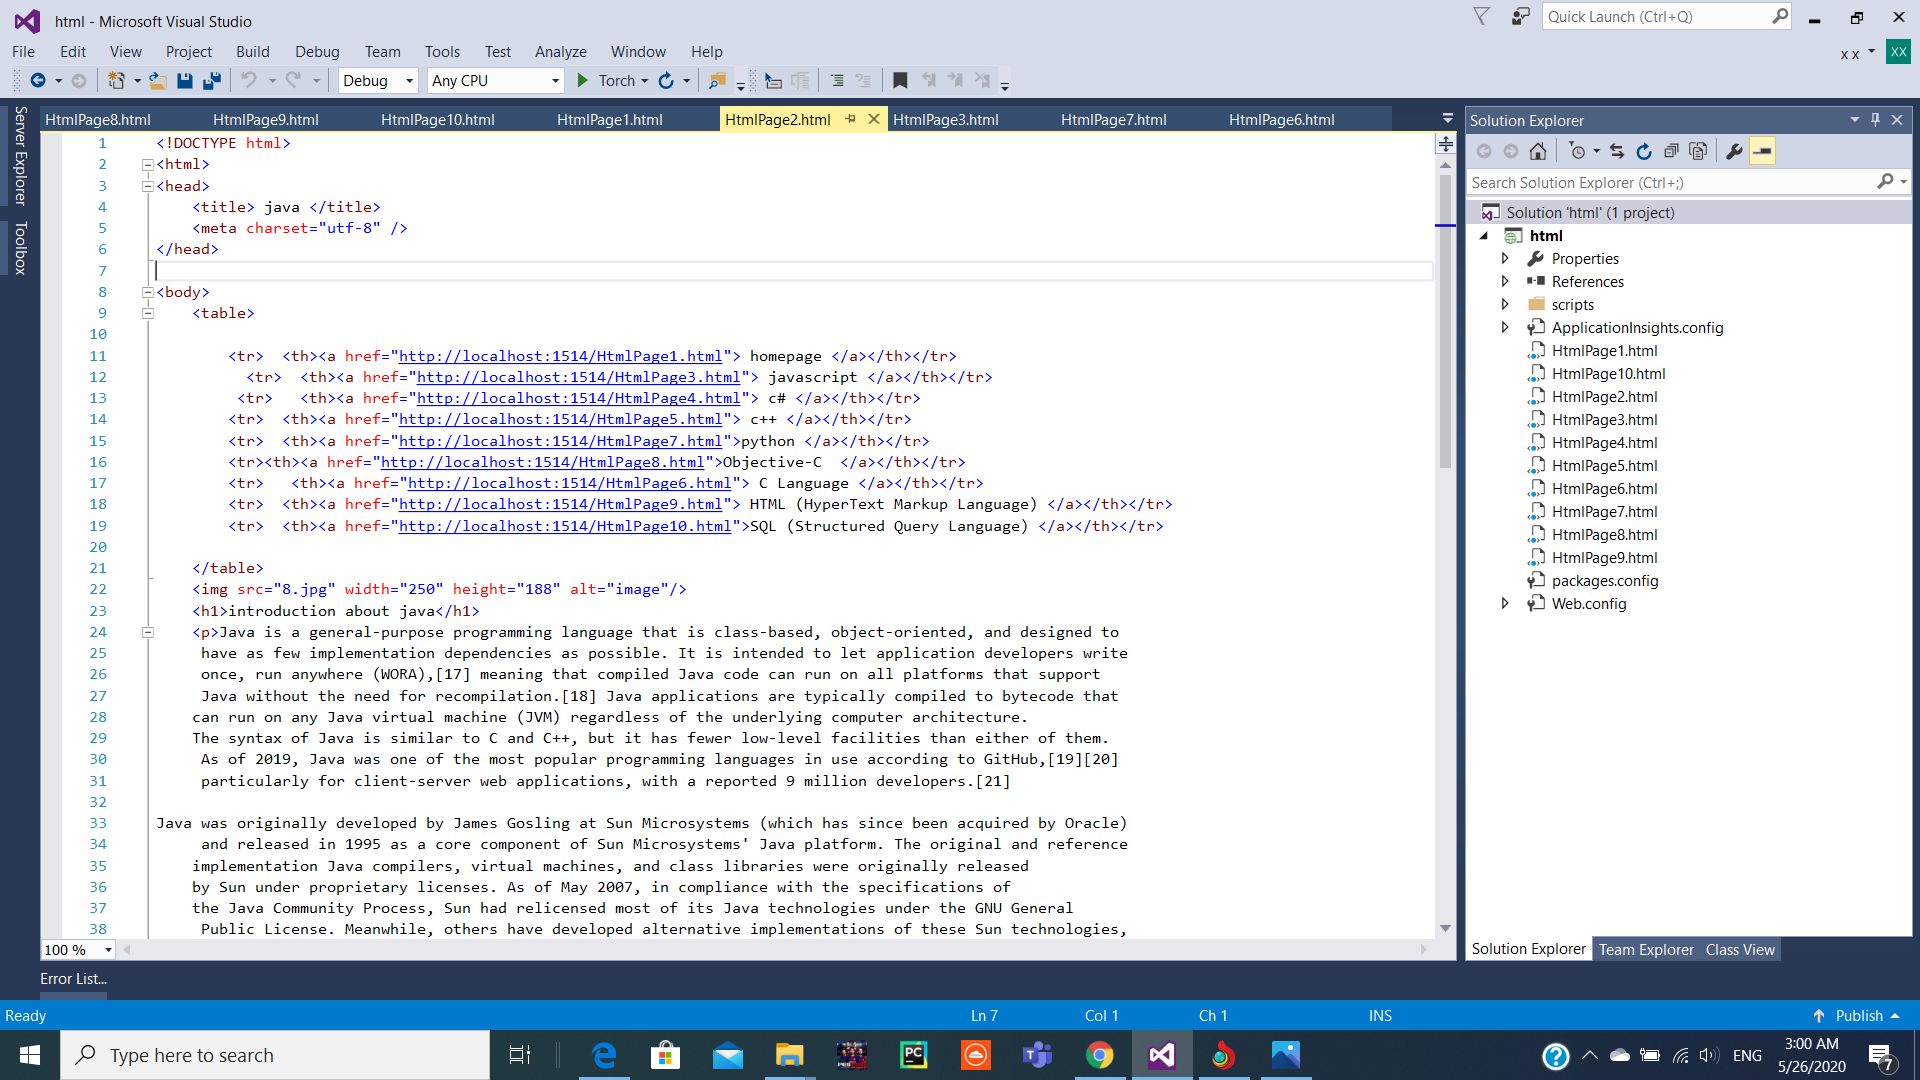 html - Microsoft Visual Studio
Quick Launch (Ctrl+Q)
File Edit View Project Build Debug Team Tools Test Analyze Window Help
x x
XX
Debug Any CPU Torch
Server Explorer
Toolbox
HtmlPage8.html HtmlPage9.html HtmlPage10.html HtmlPage1.html HtmlPage2.html HtmlPage3.html HtmlPage7.html HtmlPage6.html
1 <!DOCTYPE html>
2 <html>
3 <head>
4 <title> java </title>
5 <meta charset="utf-8" />
6 </head>
7
8 <body>
9 <table>
10
11 <tr> <th><a href="http://localhost:1514/HtmlPage1.html"> homepage </a></th></tr>
12 <tr> <th><a href="http://localhost:1514/HtmlPage3.html"> javascript </a></th></tr>
13 <tr> <th><a href="http://localhost:1514/HtmlPage4.html"> c# </a></th></tr>
14 <tr> <th><a href="http://localhost:1514/HtmlPage5.html"> c++ </a></th></tr>
15 <tr> <th><a href="http://localhost:1514/HtmlPage7.html">python </a></th></tr>
16 <tr><th><a href="http://localhost:1514/HtmlPage8.html">Objective-C </a></th></tr>
17 <tr> <th><a href="http://localhost:1514/HtmlPage6.html"> C Language </a></th></tr>
18 <tr> <th><a href="http://localhost:1514/HtmlPage9.html"> HTML (HyperText Markup Language) </a></th></tr>
19 <tr> <th><a href="http://localhost:1514/HtmlPage10.html">SQL (Structured Query Language) </a></th></tr>
20
21 </table>
22 <img src="8.jpg" width="250" height="188" alt="image"/>
23 <h1>introduction about java</h1>
24 <p>Java is a general-purpose programming language that is class-based, object-oriented, and designed to
25 have as few implementation dependencies as possible. It is intended to let application developers write
26 once, run anywhere (WORA),[17] meaning that compiled Java code can run on all platforms that support
27 Java without the need for recompilation.[18] Java applications are typically compiled to bytecode that
28 can run on any Java virtual machine (JVM) regardless of the underlying computer architecture.
29 The syntax of Java is similar to C and C++, but it has fewer low-level facilities than either of them.
30 As of 2019, Java was one of the most popular programming languages in use according to GitHub,[19][20]
31 particularly for client-server web applications, with a reported 9 million developers.[21]
32
33 Java was originally developed by James Gosling at Sun Microsystems (which has since been acquired by Oracle)
34 and released in 1995 as a core component of Sun Microsystems' Java platform. The original and reference
35 implementation Java compilers, virtual machines, and class libraries were originally released
36 by Sun under proprietary licenses. As of May 2007, in compliance with the specifications of
37 the Java Community Process, Sun had relicensed most of its Java technologies under the GNU General
38 Public License. Meanwhile, others have developed alternative implementations of these Sun technologies,
100 %
Solution Explorer
Search Solution Explorer (Ctrl+;)
Solution 'html' (1 project)
html
Properties
References
scripts
ApplicationInsights.config
HtmlPage1.html
HtmlPage10.html
HtmlPage2.html
HtmlPage3.html
HtmlPage4.html
HtmlPage5.html
HtmlPage6.html
HtmlPage7.html
HtmlPage8.html
HtmlPage9.html
packages.config
Web.config
Solution Explorer Team Explorer Class View
Error List...
Ready Ln 7 Col 1 Ch 1 INS Publish
Type here to search
PC
T
ENG
3:00 AM
5/26/2020
7